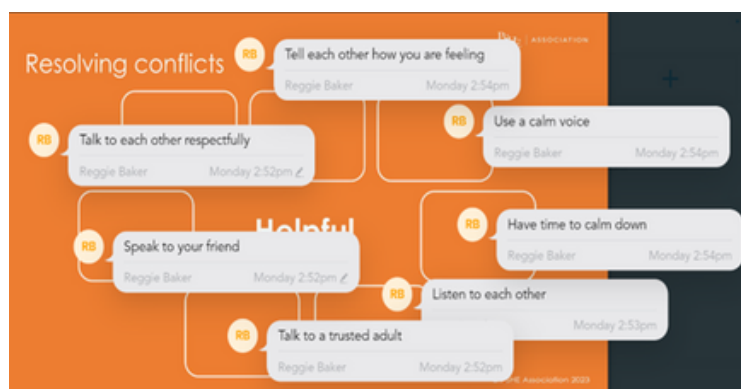 Resolving conflicts
RB
Tell each other how you are feeling
Reggie Baker Monday 2:54pm
ASSOCIATION
RB
Use a calm voice
Reggie Baker Monday 2:54pm
RB
Talk to each other respectfully
Reggie Baker Monday 2:52pm
Helpful
RB
Have time to calm down
Reggie Baker Monday 2:54pm
RB
Speak to your friend
Reggie Baker Monday 2:52pm
RB
Listen to each other
Monday 2:53pm
RB
Talk to a trusted adult
Reggie Baker Monday 2:52pm
Association 2023